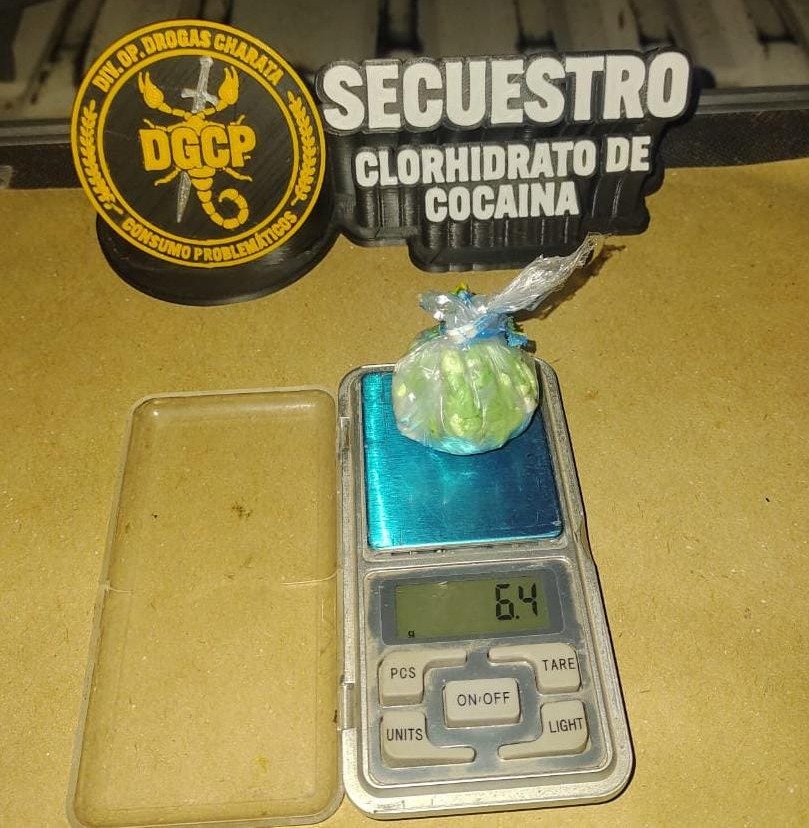 DIV. OP. DROGAS CHARATA
DGCP
CONSUMO PROBLEMÁTICOS
SECUESTRO
CLORHIDRATO DE
COCAINA
6.4
g
PCS
TARE
ON/OFF
UNITS
LIGHT